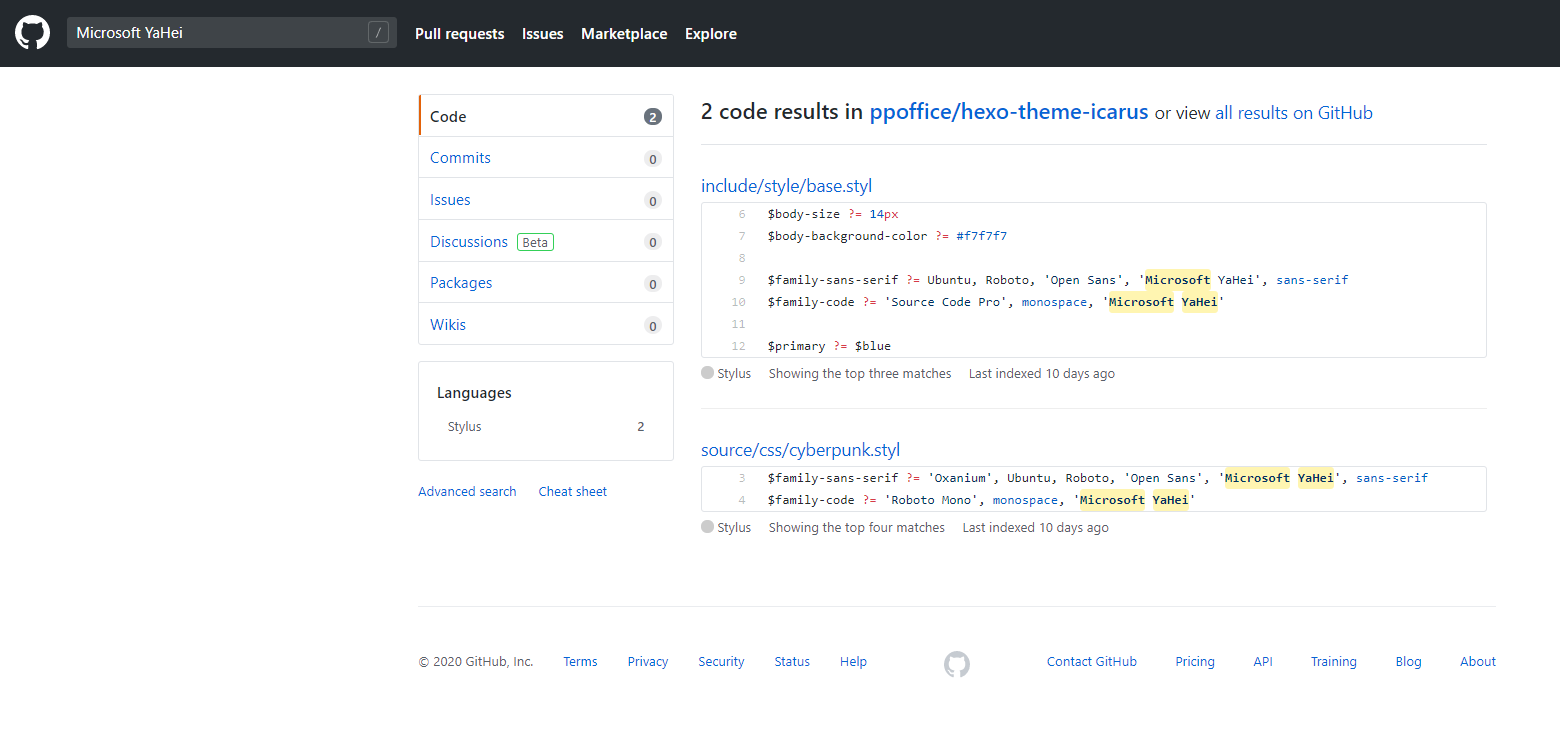 Microsoft YaHei /
Pull requests Issues Marketplace Explore
Code 2
Commits 0
Issues 0
Discussions Beta 0
Packages 0
Wikis 0
Languages
Stylus 2
Advanced search Cheat sheet
2 code results in ppoffice/hexo-theme-icarus or view all results on GitHub
include/style/base.styl
6 $body-size ?= 14px
7 $body-background-color ?= #f7f7f7
8
9 $family-sans-serif ?= Ubuntu, Roboto, 'Open Sans', 'Microsoft YaHei', sans-serif
10 $family-code ?= 'Source Code Pro', monospace, 'Microsoft YaHei'
11
12 $primary ?= $blue
Stylus Showing the top three matches Last indexed 10 days ago
source/css/cyberpunk.styl
3 $family-sans-serif ?= 'Oxanium', Ubuntu, Roboto, 'Open Sans', 'Microsoft YaHei', sans-serif
4 $family-code ?= 'Roboto Mono', monospace, 'Microsoft YaHei'
Stylus Showing the top four matches Last indexed 10 days ago
© 2020 GitHub, Inc. Terms Privacy Security Status Help Contact GitHub Pricing API Training Blog About